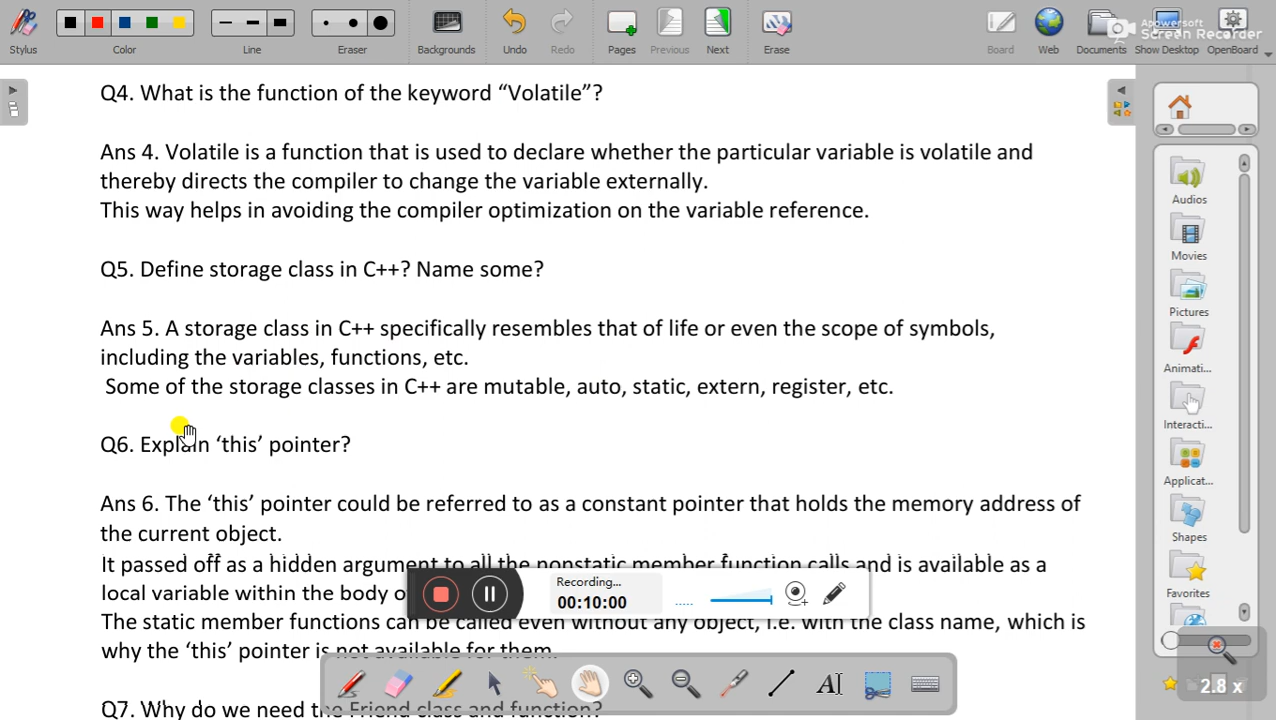 Stylus
Color
Line
Eraser
Backgrounds
Undo
Redo
Pages
Previous
Next
Erase
Board
Web
Documents
Show Desktop
OpenBoard
Apowersoft
Screen Recorder
Q4. What is the function of the keyword “Volatile”?
Ans 4. Volatile is a function that is used to declare whether the particular variable is volatile and
thereby directs the compiler to change the variable externally.
This way helps in avoiding the compiler optimization on the variable reference.
Q5. Define storage class in C++? Name some?
Ans 5. A storage class in C++ specifically resembles that of life or even the scope of symbols,
including the variables, functions, etc.
Some of the storage classes in C++ are mutable, auto, static, extern, register, etc.
Q6. Explain ‘this’ pointer?
Ans 6. The ‘this’ pointer could be referred to as a constant pointer that holds the memory address of
the current object.
It passed off as a hidden argument to all the nonstatic member function calls and is available as a
local variable within the body of
The static member functions can be called even without any object, i.e. with the class name, which is
why the ‘this’ pointer is not available for them.
Q7. Why do we need the Friend class and function?
Recording...
00:10:00
Audios
Movies
Pictures
Animati...
Interacti...
Applicat...
Shapes
Favorites
2.8 x